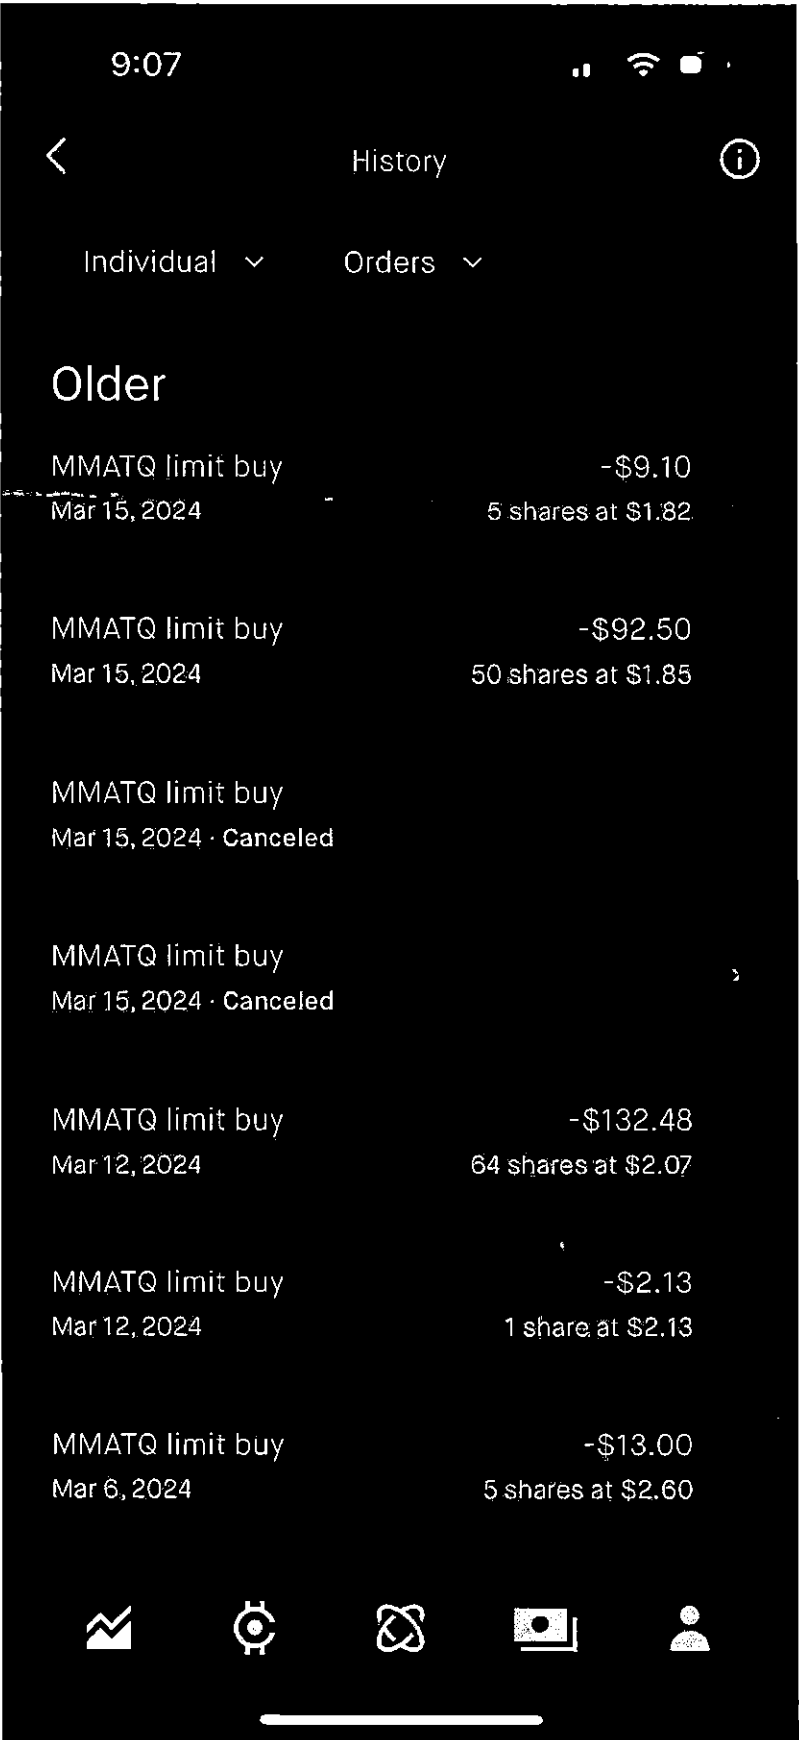 9:07
History
Individual Orders
Older
MMATQ limit buy -$9.10
Mar 15, 2024 5 shares at $1.82
MMATQ limit buy -$92.50
Mar 15, 2024 50 shares at $1.85
MMATQ limit buy
Mar 15, 2024 · Canceled
MMATQ limit buy
Mar 15, 2024 · Canceled
MMATQ limit buy -$132.48
Mar 12, 2024 64 shares at $2.07
MMATQ limit buy -$2.13
Mar 12, 2024 1 share at $2.13
MMATQ limit buy -$13.00
Mar 6, 2024 5 shares at $2.60